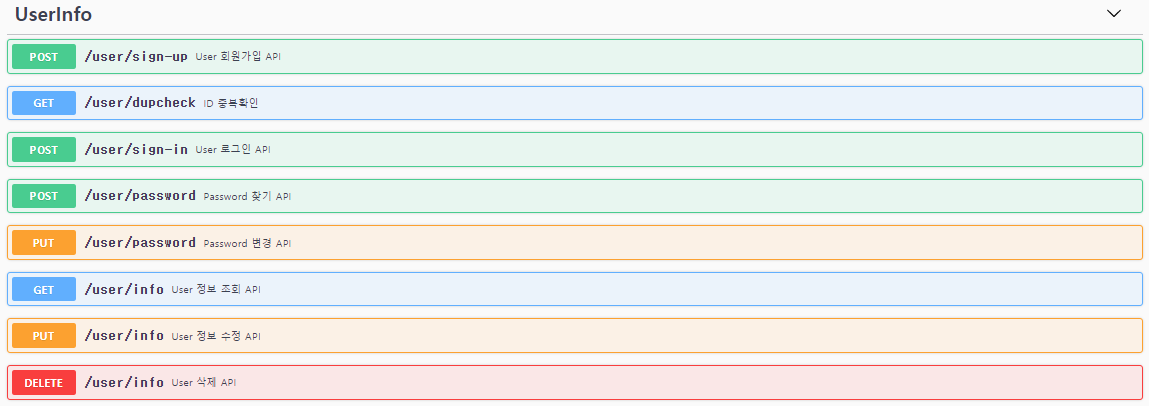 UserInfo
POST /user/sign-up User 회원가입 API
GET /user/dupcheck ID 중복확인
POST /user/sign-in User 로그인 API
POST /user/password Password 찾기 API
PUT /user/password Password 변경 API
GET /user/info User 정보 조회 API
PUT /user/info User 정보 수정 API
DELETE /user/info User 삭제 API